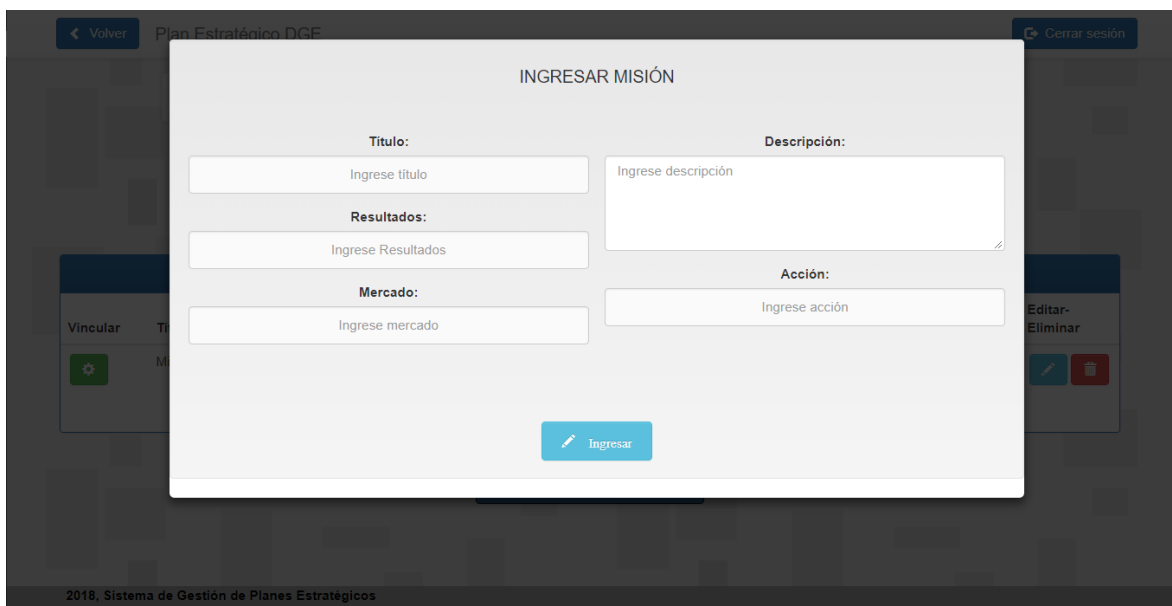 Volver
Plan Estratégico DGE
Cerrar sesión
INGRESAR MISIÓN
Título:
Ingrese título
Resultados:
Ingrese Resultados
Mercado:
Ingrese mercado
Descripción:
Ingrese descripción
Acción:
Ingrese acción
Ingresar
Vincular
Editar-
Eliminar
2018, Sistema de Gestión de Planes Estratégicos